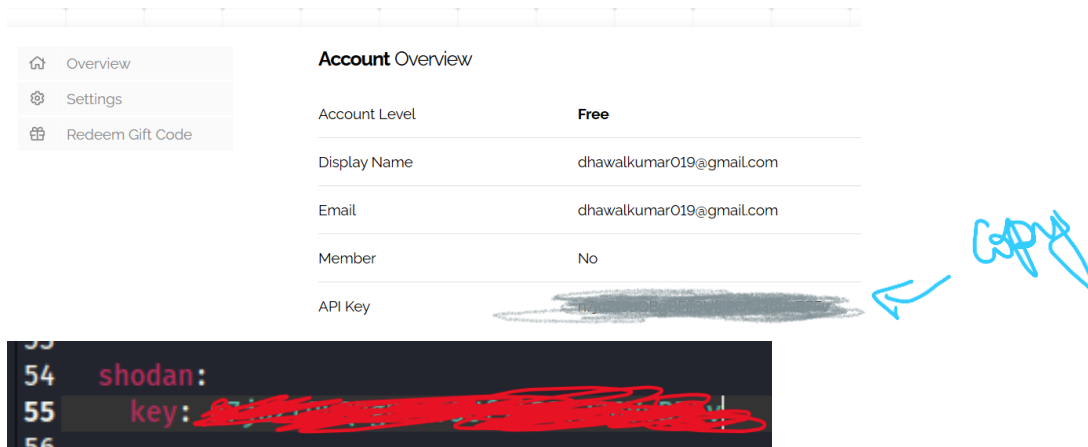 Overview
Settings
Redeem Gift Code
Account Overview
Account Level Free
Display Name dhawalkumar019@gmail.com
Email dhawalkumar019@gmail.com
Member No
API Key
Copy
54 shodan:
55 key:
56